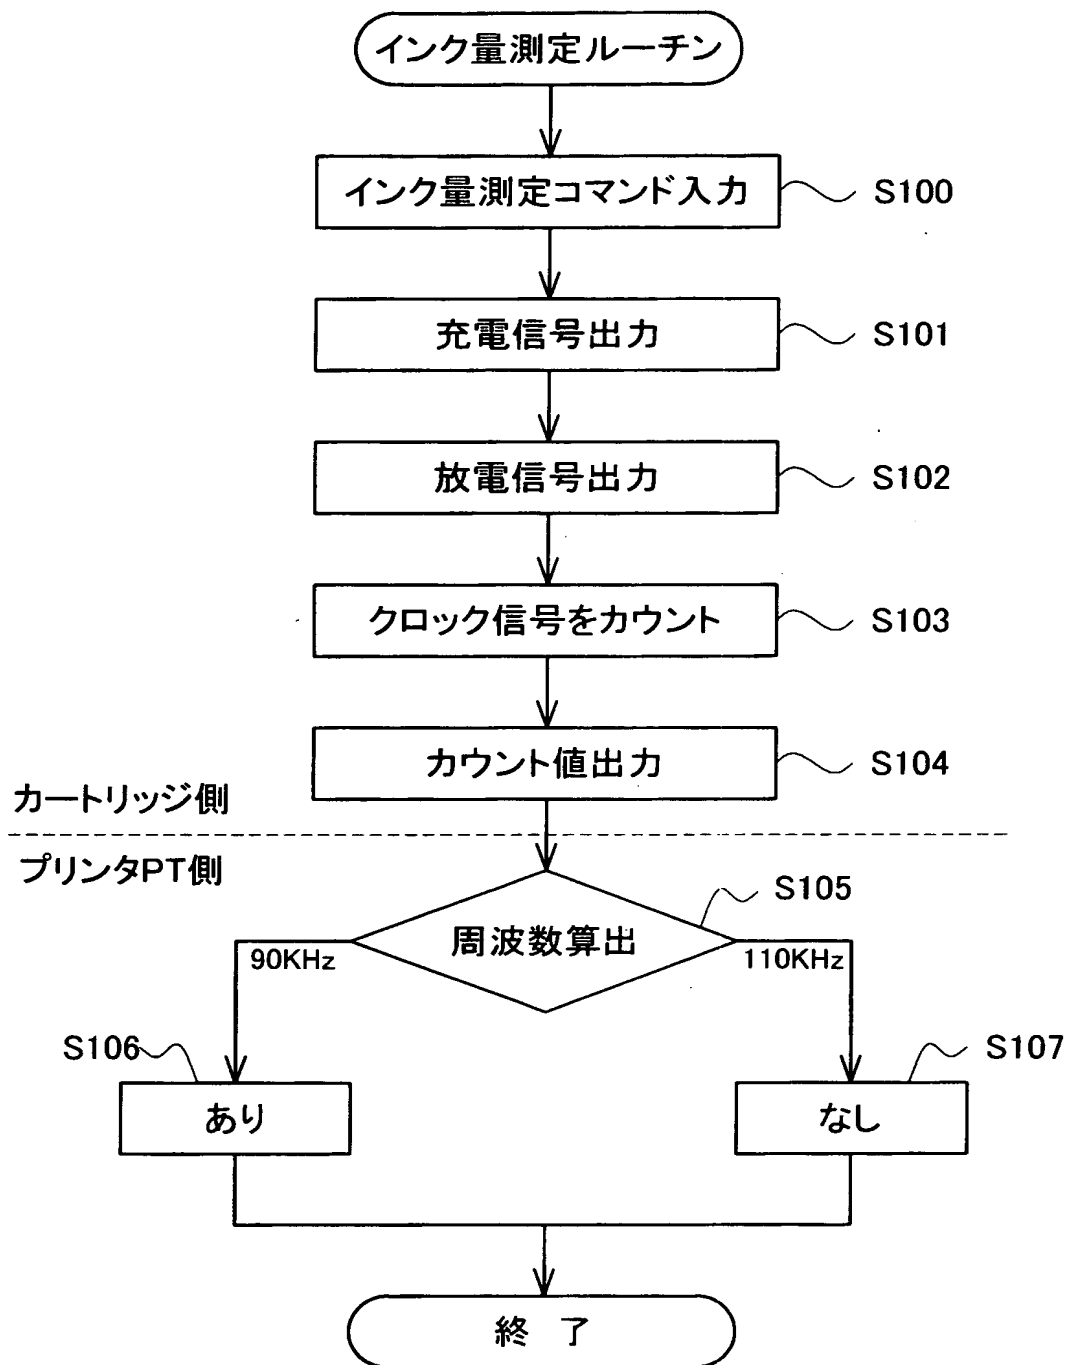 インク量測定ルーチン
インク量測定コマンド入力
S100
充電信号出力
S101
放電信号出力
S102
クロック信号をカウント
S103
カウント値出力
S104
カートリッジ側
プリンタPT側
S105
周波数算出
90KHz
110KHz
S106
S107
あり
なし
終 了